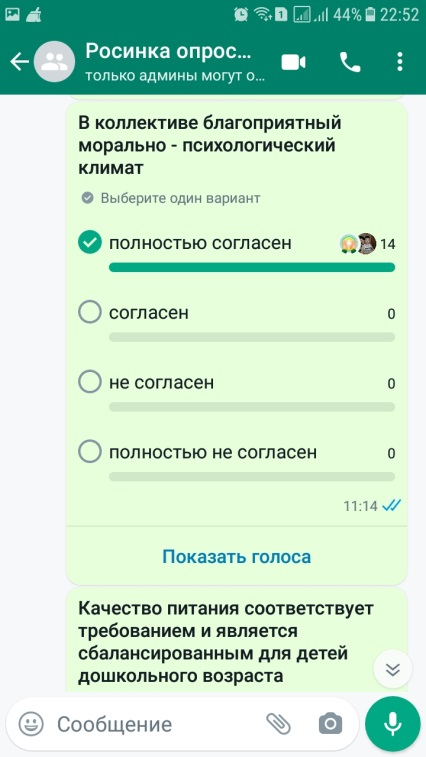 44% 22:52
Росинка опрос...
только админы могут о...
В коллективе благоприятный
морально - психологический
климат
Выберите один вариант
полностью согласен 14
согласен 0
не согласен 0
полностью не согласен 0
11:14
Показать голоса
Качество питания соответствует
требованием и является
сбалансированным для детей
дошкольного возраста
Сообщение